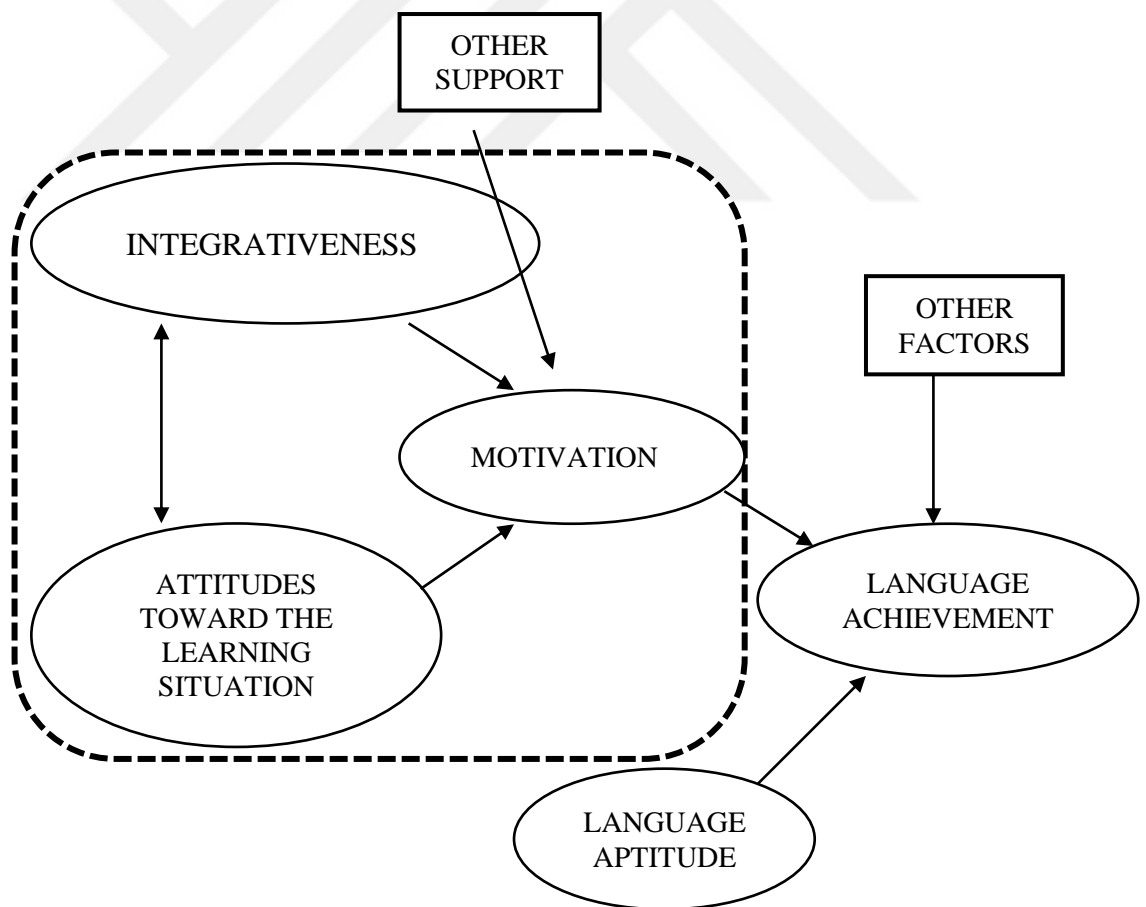 OTHER
SUPPORT
INTEGRATIVENESS
OTHER
FACTORS
MOTIVATION
ATTITUDES
TOWARD THE
LEARNING
SITUATION
LANGUAGE
ACHIEVEMENT
LANGUAGE
APTITUDE